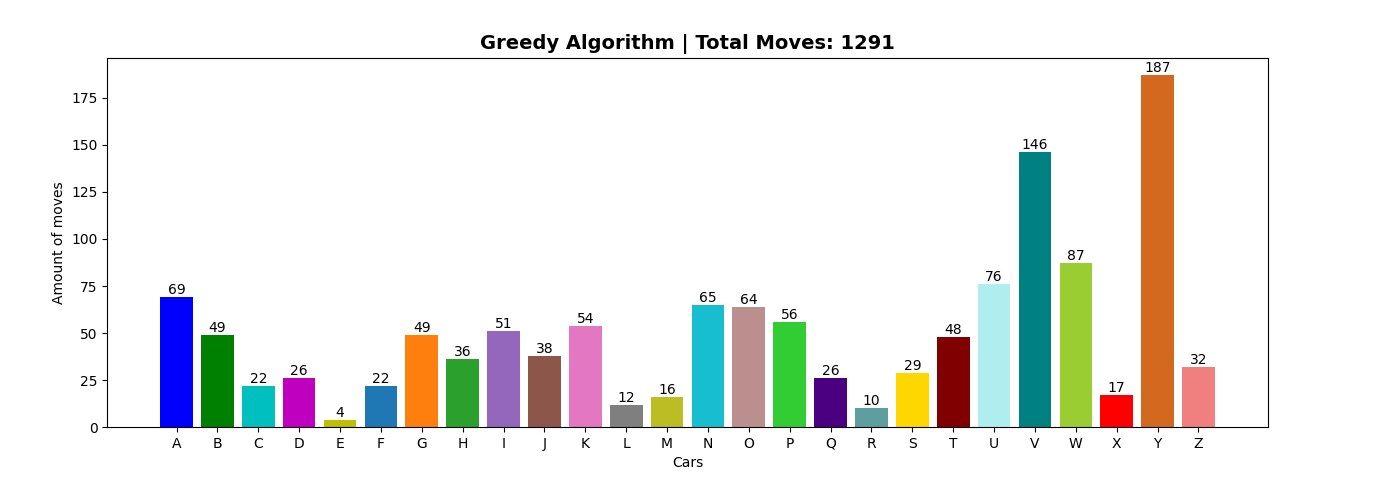 Greedy Algorithm | Total Moves: 1291
Amount of moves
175
150
125
100
75
50
25
0
69 49 22 26 4 22 49 36 51 38 54 12 16 65 64 56 26 10 29 48 76 146 87 17 187 32
A B C D E F G H I J K L M N O P Q R S T U V W X Y Z
Cars